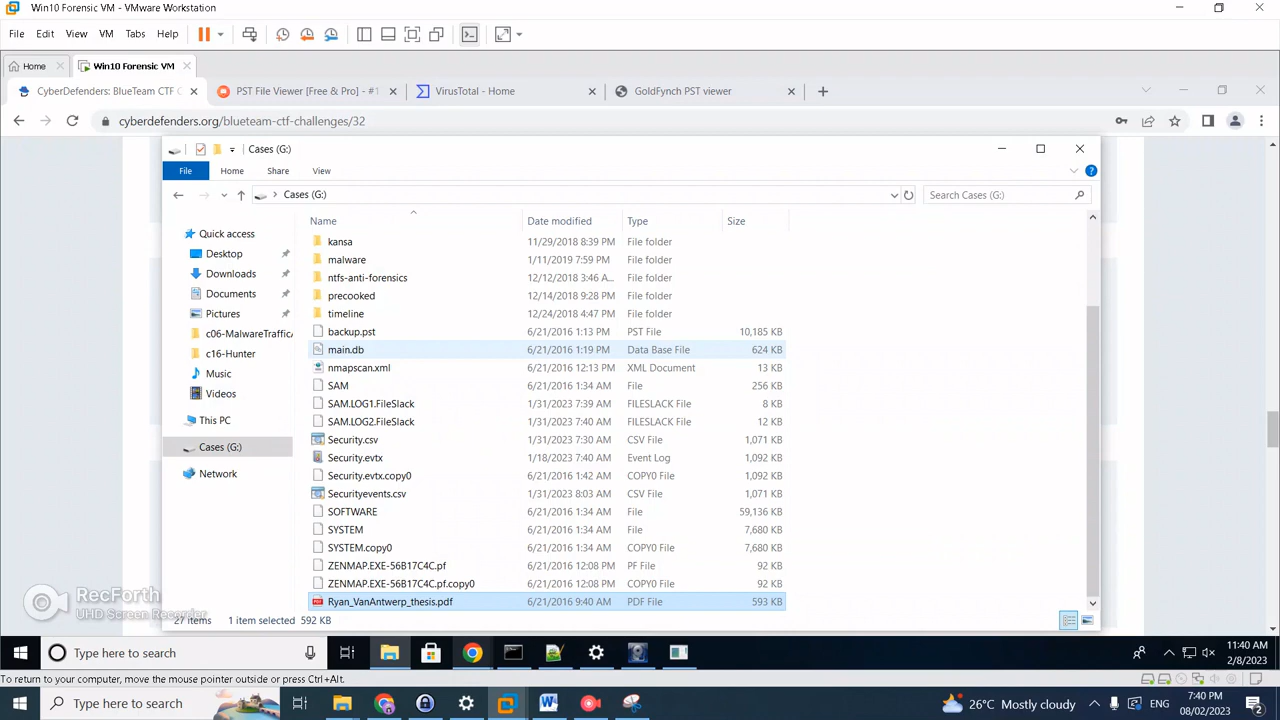 Win10 Forensic VM - VMware Workstation
File Edit View VM Tabs Help
Home Win10 Forensic VM
CyberDefenders: BlueTeam CTF C PST File Viewer [Free & Pro] - #1 VirusTotal - Home GoldFynch PST viewer
cyberdefenders.org/blueteam-ctf-challenges/32
Cases (G:)
File Home Share View
Cases (G:) Search Cases (G:)
Name Date modified Type Size
Quick access
Desktop
Downloads
Documents
Pictures
c06-MalwareTraffic
c16-Hunter
Music
Videos
This PC
Cases (G:)
Network
kansa 11/29/2018 8:39 PM File folder
malware 1/11/2019 7:59 PM File folder
ntfs-anti-forensics 12/12/2018 3:46 A... File folder
precooked 12/14/2018 9:28 PM File folder
timeline 12/24/2018 4:47 PM File folder
backup.pst 6/21/2016 1:13 PM PST File 10,185 KB
main.db 6/21/2016 1:19 PM Data Base File 624 KB
nmapscan.xml 6/21/2016 12:13 PM XML Document 13 KB
SAM 6/21/2016 1:34 AM File 256 KB
SAM.LOG1.FileSlack 1/31/2023 7:39 AM FILESLACK File 8 KB
SAM.LOG2.FileSlack 1/31/2023 7:40 AM FILESLACK File 12 KB
Security.csv 1/31/2023 7:30 AM CSV File 1,071 KB
Security.evtx 1/18/2023 7:40 AM Event Log 1,092 KB
Security.evtx.copy0 6/21/2016 1:42 AM COPY0 File 1,092 KB
Securityevents.csv 1/31/2023 8:03 AM CSV File 1,071 KB
SOFTWARE 6/21/2016 1:34 AM File 59,136 KB
SYSTEM 6/21/2016 1:34 AM File 7,680 KB
SYSTEM.copy0 6/21/2016 1:34 AM COPY0 File 7,680 KB
ZENMAP.EXE-56B17C4C.pf 6/21/2016 12:08 PM PF File 92 KB
ZENMAP.EXE-56B17C4C.pf.copy0 6/21/2016 12:08 PM COPY0 File 92 KB
Ryan_VanAntwerp_thesis.pdf 6/21/2016 9:40 AM PDF File 593 KB
27 items 1 item selected 592 KB
RecForth
UHD Screen Recorder
Type here to search 11:40 AM
2/8/2023
To return to your computer, move the mouse pointer outside or press Ctrl+Alt.
Type here to search 26°C Mostly cloudy ENG 7:40 PM
08/02/2023